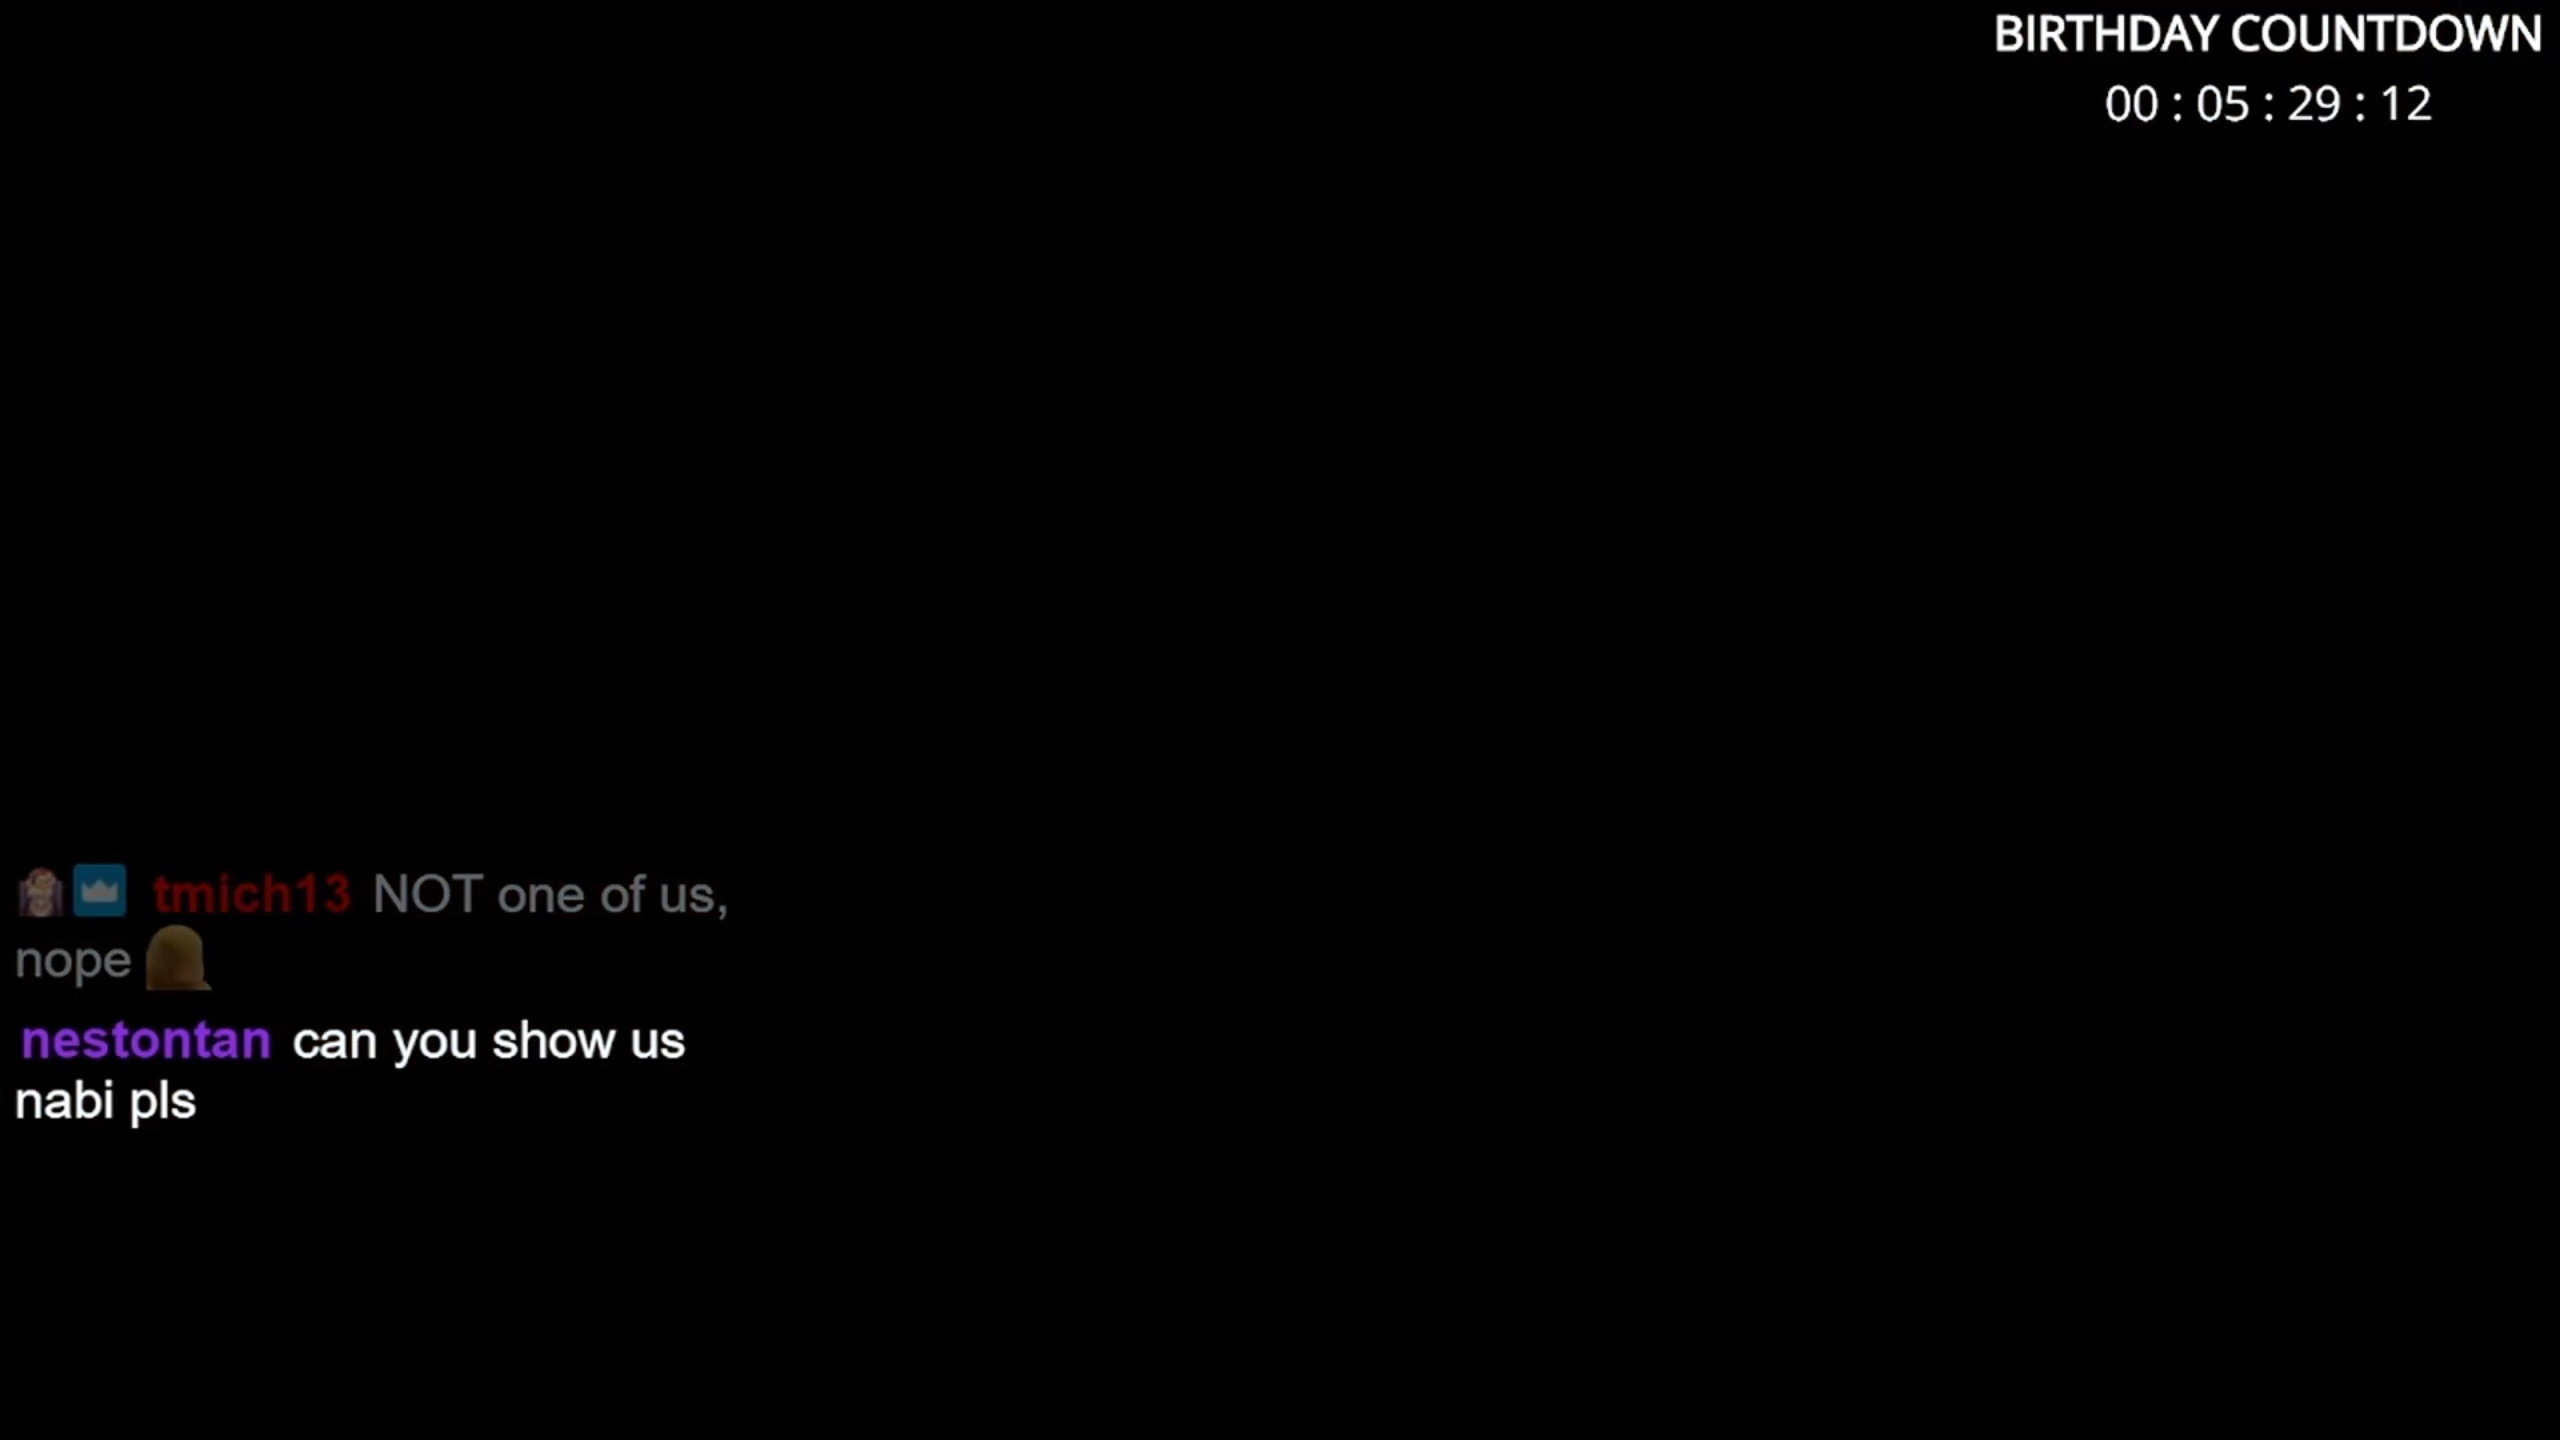 BIRTHDAY COUNTDOWN
00 : 05 : 29 : 12
tmich13 NOT one of us,
nope
nestontan can you show us
nabi pls